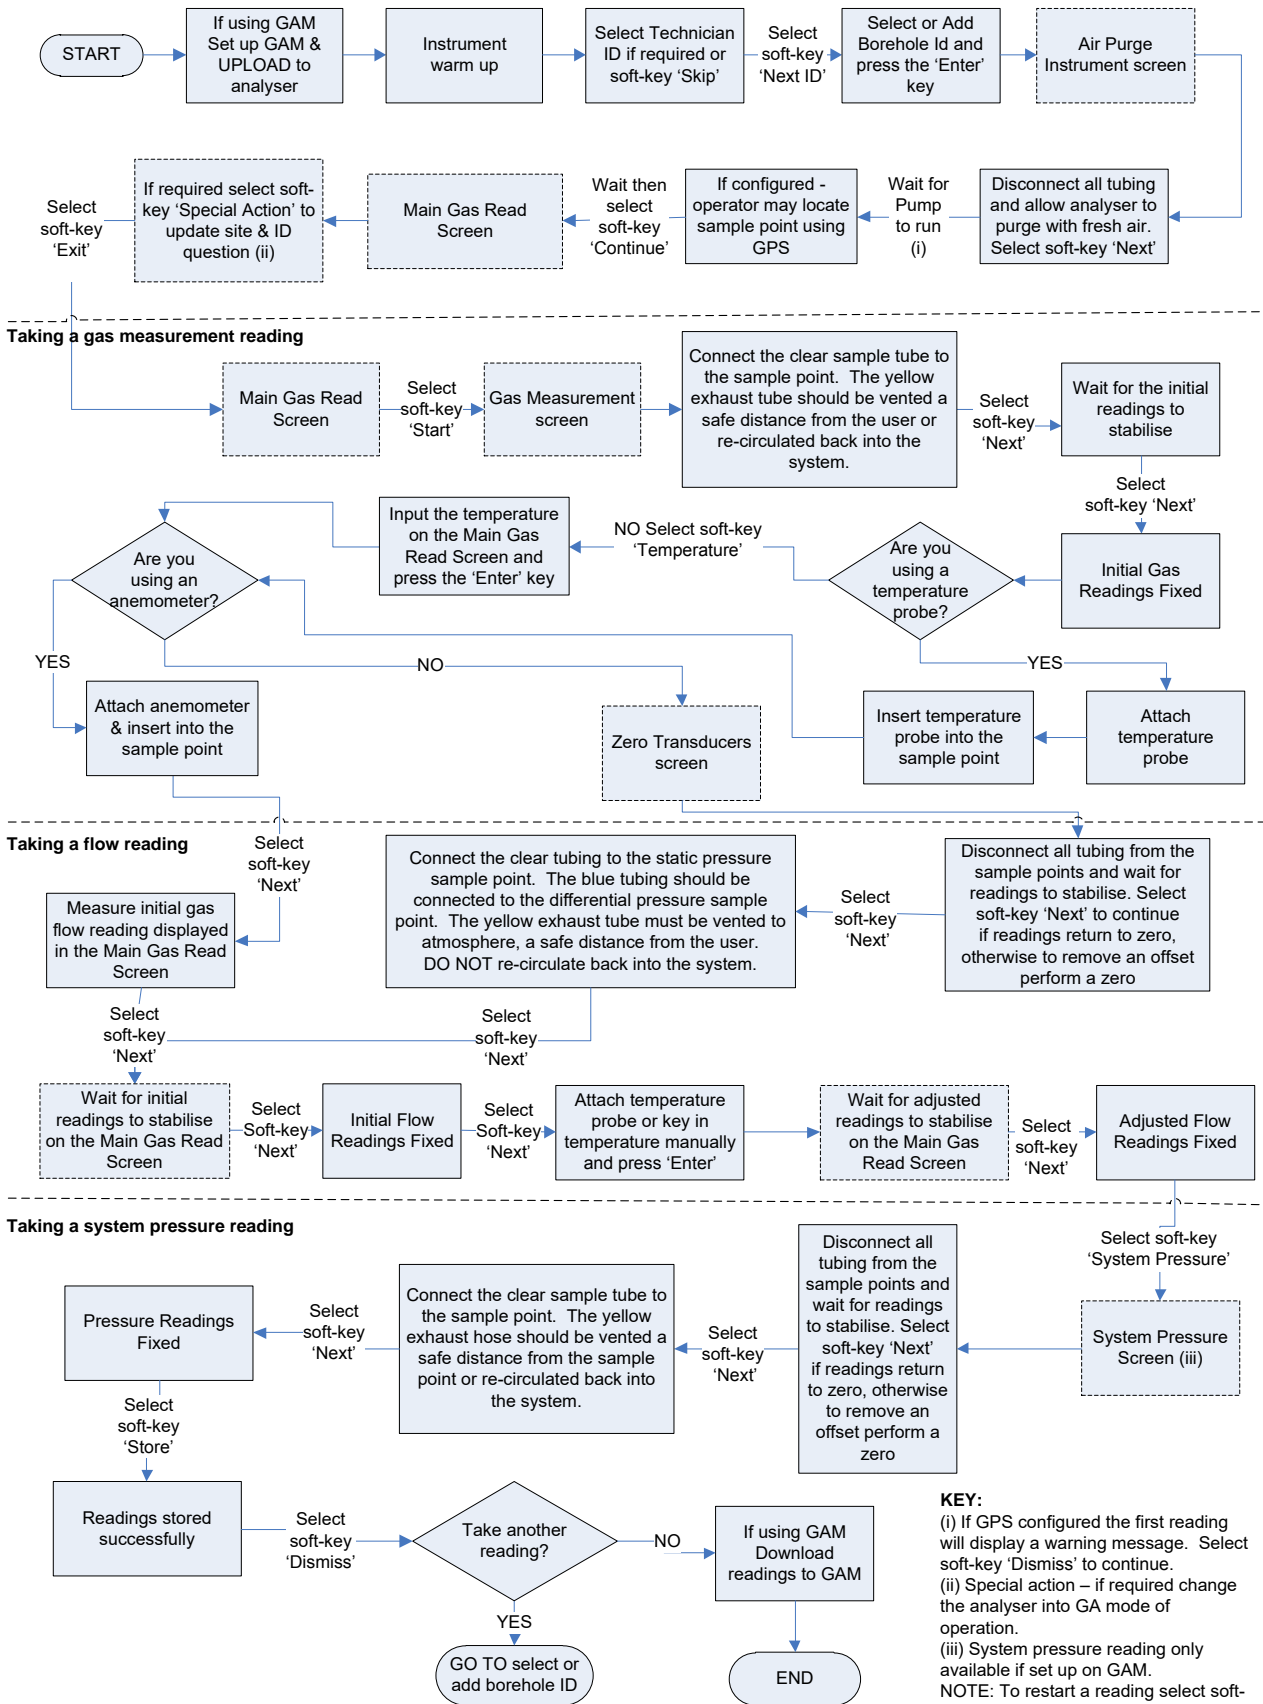 START
If using GAM
Set up GAM &
UPLOAD to
analyser
Instrument
warm up
Select Technician
ID if required or
soft-key ‘Skip’
Select
soft-key
‘Next ID’
Select or Add
Borehole Id and
press the ‘Enter’
key
Air Purge
Instrument screen
Disconnect all tubing
and allow analyser to
purge with fresh air.
Select soft-key ‘Next’
Wait for
Pump
to run
(i)
If configured -
operator may locate
sample point using
GPS
Wait then
select
soft-key
‘Continue’
Main Gas Read
Screen
If required select soft-
key ‘Special Action’ to
update site & ID
question (ii)
Select
soft-key
‘Exit’
Taking a gas measurement reading
Main Gas Read
Screen
Select
soft-key
‘Start’
Gas Measurement
screen
Connect the clear sample tube to
the sample point.  The yellow
exhaust tube should be vented a
safe distance from the user or
re-circulated back into the
system.
Select
soft-key
‘Next’
Wait for the initial
readings to
stabilise
Select
soft-key ‘Next’
Initial Gas
Readings Fixed
Are you
using a
temperature
probe?
NO Select soft-key
‘Temperature’
Input the temperature
on the Main Gas
Read Screen and
press the ‘Enter’ key
Are you
using an
anemometer?
YES
Attach
temperature
probe
Insert temperature
probe into the
sample point
YES
NO
Attach anemometer
& insert into the
sample point
Zero Transducers
screen
Taking a flow reading
Select
soft-key
‘Next’
Measure initial gas
flow reading displayed
in the Main Gas Read
Screen
Disconnect all tubing from the
sample points and wait for
readings to stabilise. Select
soft-key ‘Next’ to continue
if readings return to zero,
otherwise to remove an offset
perform a zero
Select
soft-key
‘Next’
Connect the clear tubing to the static pressure
sample point.  The blue tubing should be
connected to the differential pressure sample
point.  The yellow exhaust tube must be vented to
atmosphere, a safe distance from the user.
DO NOT re-circulate back into the system.
Select
soft-key
‘Next’
Select
soft-key
‘Next’
Wait for initial
readings to stabilise
on the Main Gas Read
Screen
Select
Soft-key
‘Next’
Initial Flow
Readings Fixed
Select
Soft-key
‘Next’
Attach temperature
probe or key in
temperature manually
and press ‘Enter’
Wait for adjusted
readings to stabilise
on the Main Gas
Read Screen
Select
soft-key
‘Next’
Adjusted Flow
Readings Fixed
Taking a system pressure reading
Select soft-key
‘System Pressure’
System Pressure
Screen (iii)
Disconnect all
tubing from the
sample points and
wait for readings
to stabilise. Select
soft-key ‘Next’
if readings return
to zero, otherwise
to remove an
offset perform a
zero
Select
soft-key
‘Next’
Connect the clear sample tube to
the sample point.  The yellow
exhaust hose should be vented a
safe distance from the sample
point or re-circulated back into
the system.
Select
soft-key
‘Next’
Pressure Readings
Fixed
Select
soft-key
‘Store’
Readings stored
successfully
Select
soft-key
‘Dismiss’
Take another
reading?
NO
If using GAM
Download
readings to GAM
YES
GO TO select or
add borehole ID
END
KEY:
(i) If GPS configured the first reading
will display a warning message.  Select
soft-key ‘Dismiss’ to continue.
(ii) Special action – if required change
the analyser into GA mode of
operation.
(iii) System pressure reading only
available if set up on GAM.
NOTE: To restart a reading select soft-